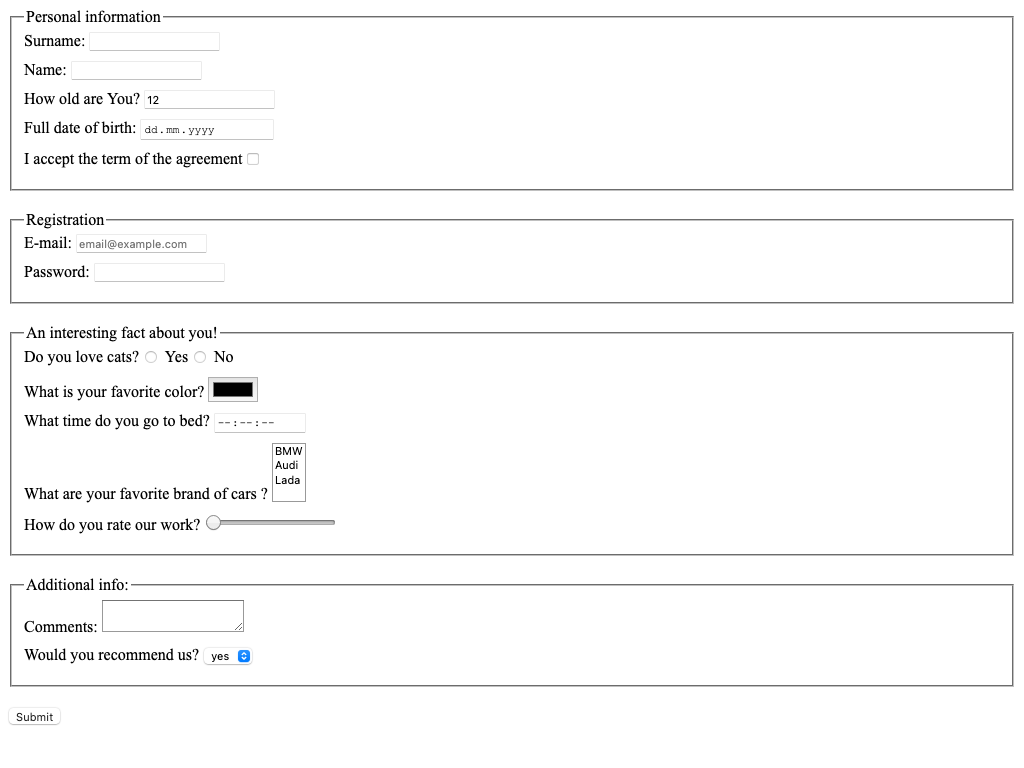 Personal information
Surname:
Name:
How old are You? 12
Full date of birth: dd.mm.yyyy
I accept the term of the agreement
Registration
E-mail: email@example.com
Password:
An interesting fact about you!
Do you love cats? Yes No
What is your favorite color?
What time do you go to bed? --:--:--
BMW
Audi
Lada
What are your favorite brand of cars ?
How do you rate our work?
Additional info:
Comments:
Would you recommend us? yes
Submit